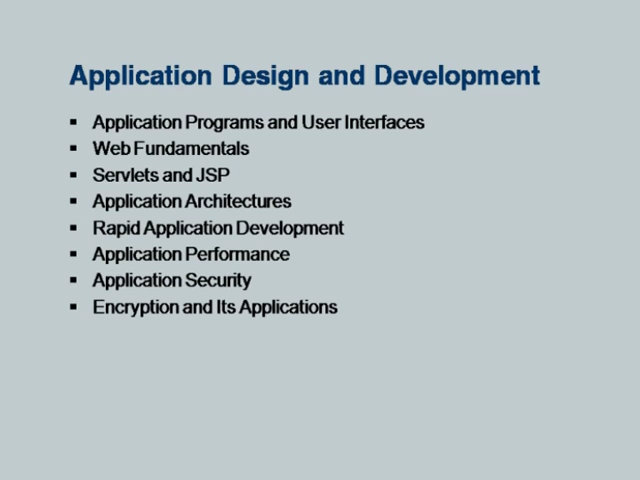 Application Design and Development
▪ Application Programs and User Interfaces
▪ Web Fundamentals
▪ Servlets and JSP
▪ Application Architectures
▪ Rapid Application Development
▪ Application Performance
▪ Application Security
▪ Encryption and Its Applications